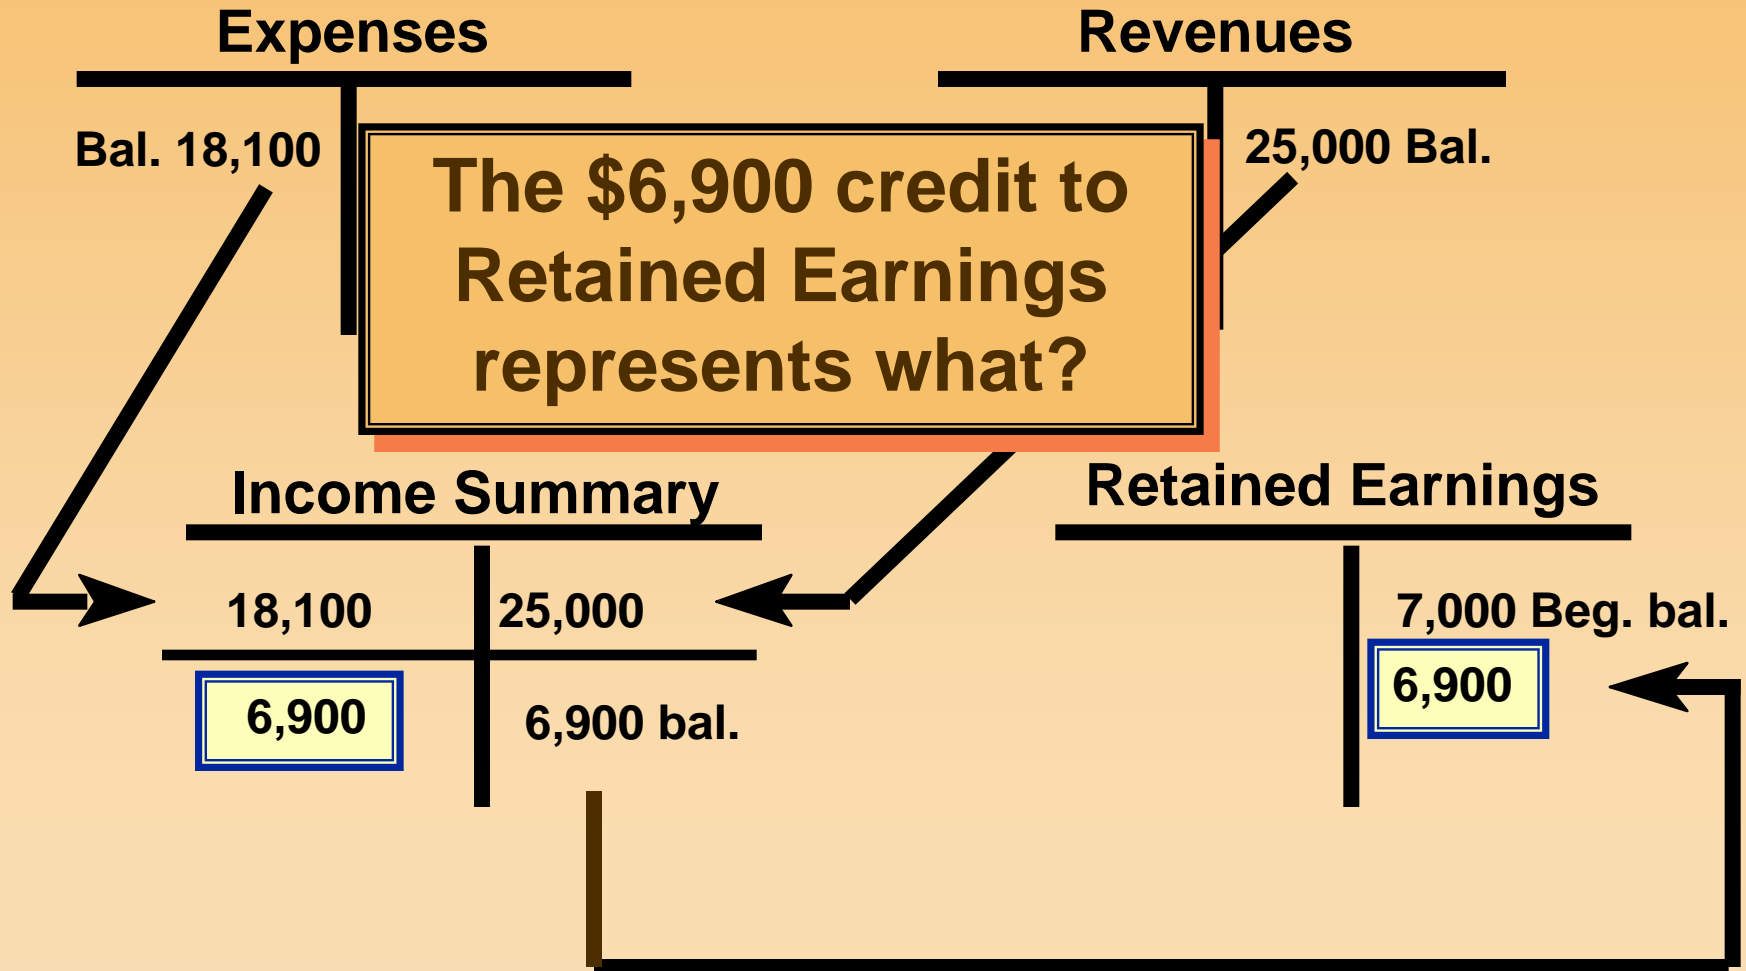 Expenses
Revenues
Bal. 18,100
25,000 Bal.
The $6,900 credit to
Retained Earnings
represents what?
Income Summary
Retained Earnings
18,100
25,000
7,000 Beg. bal.
6,900
6,900 bal.
6,900